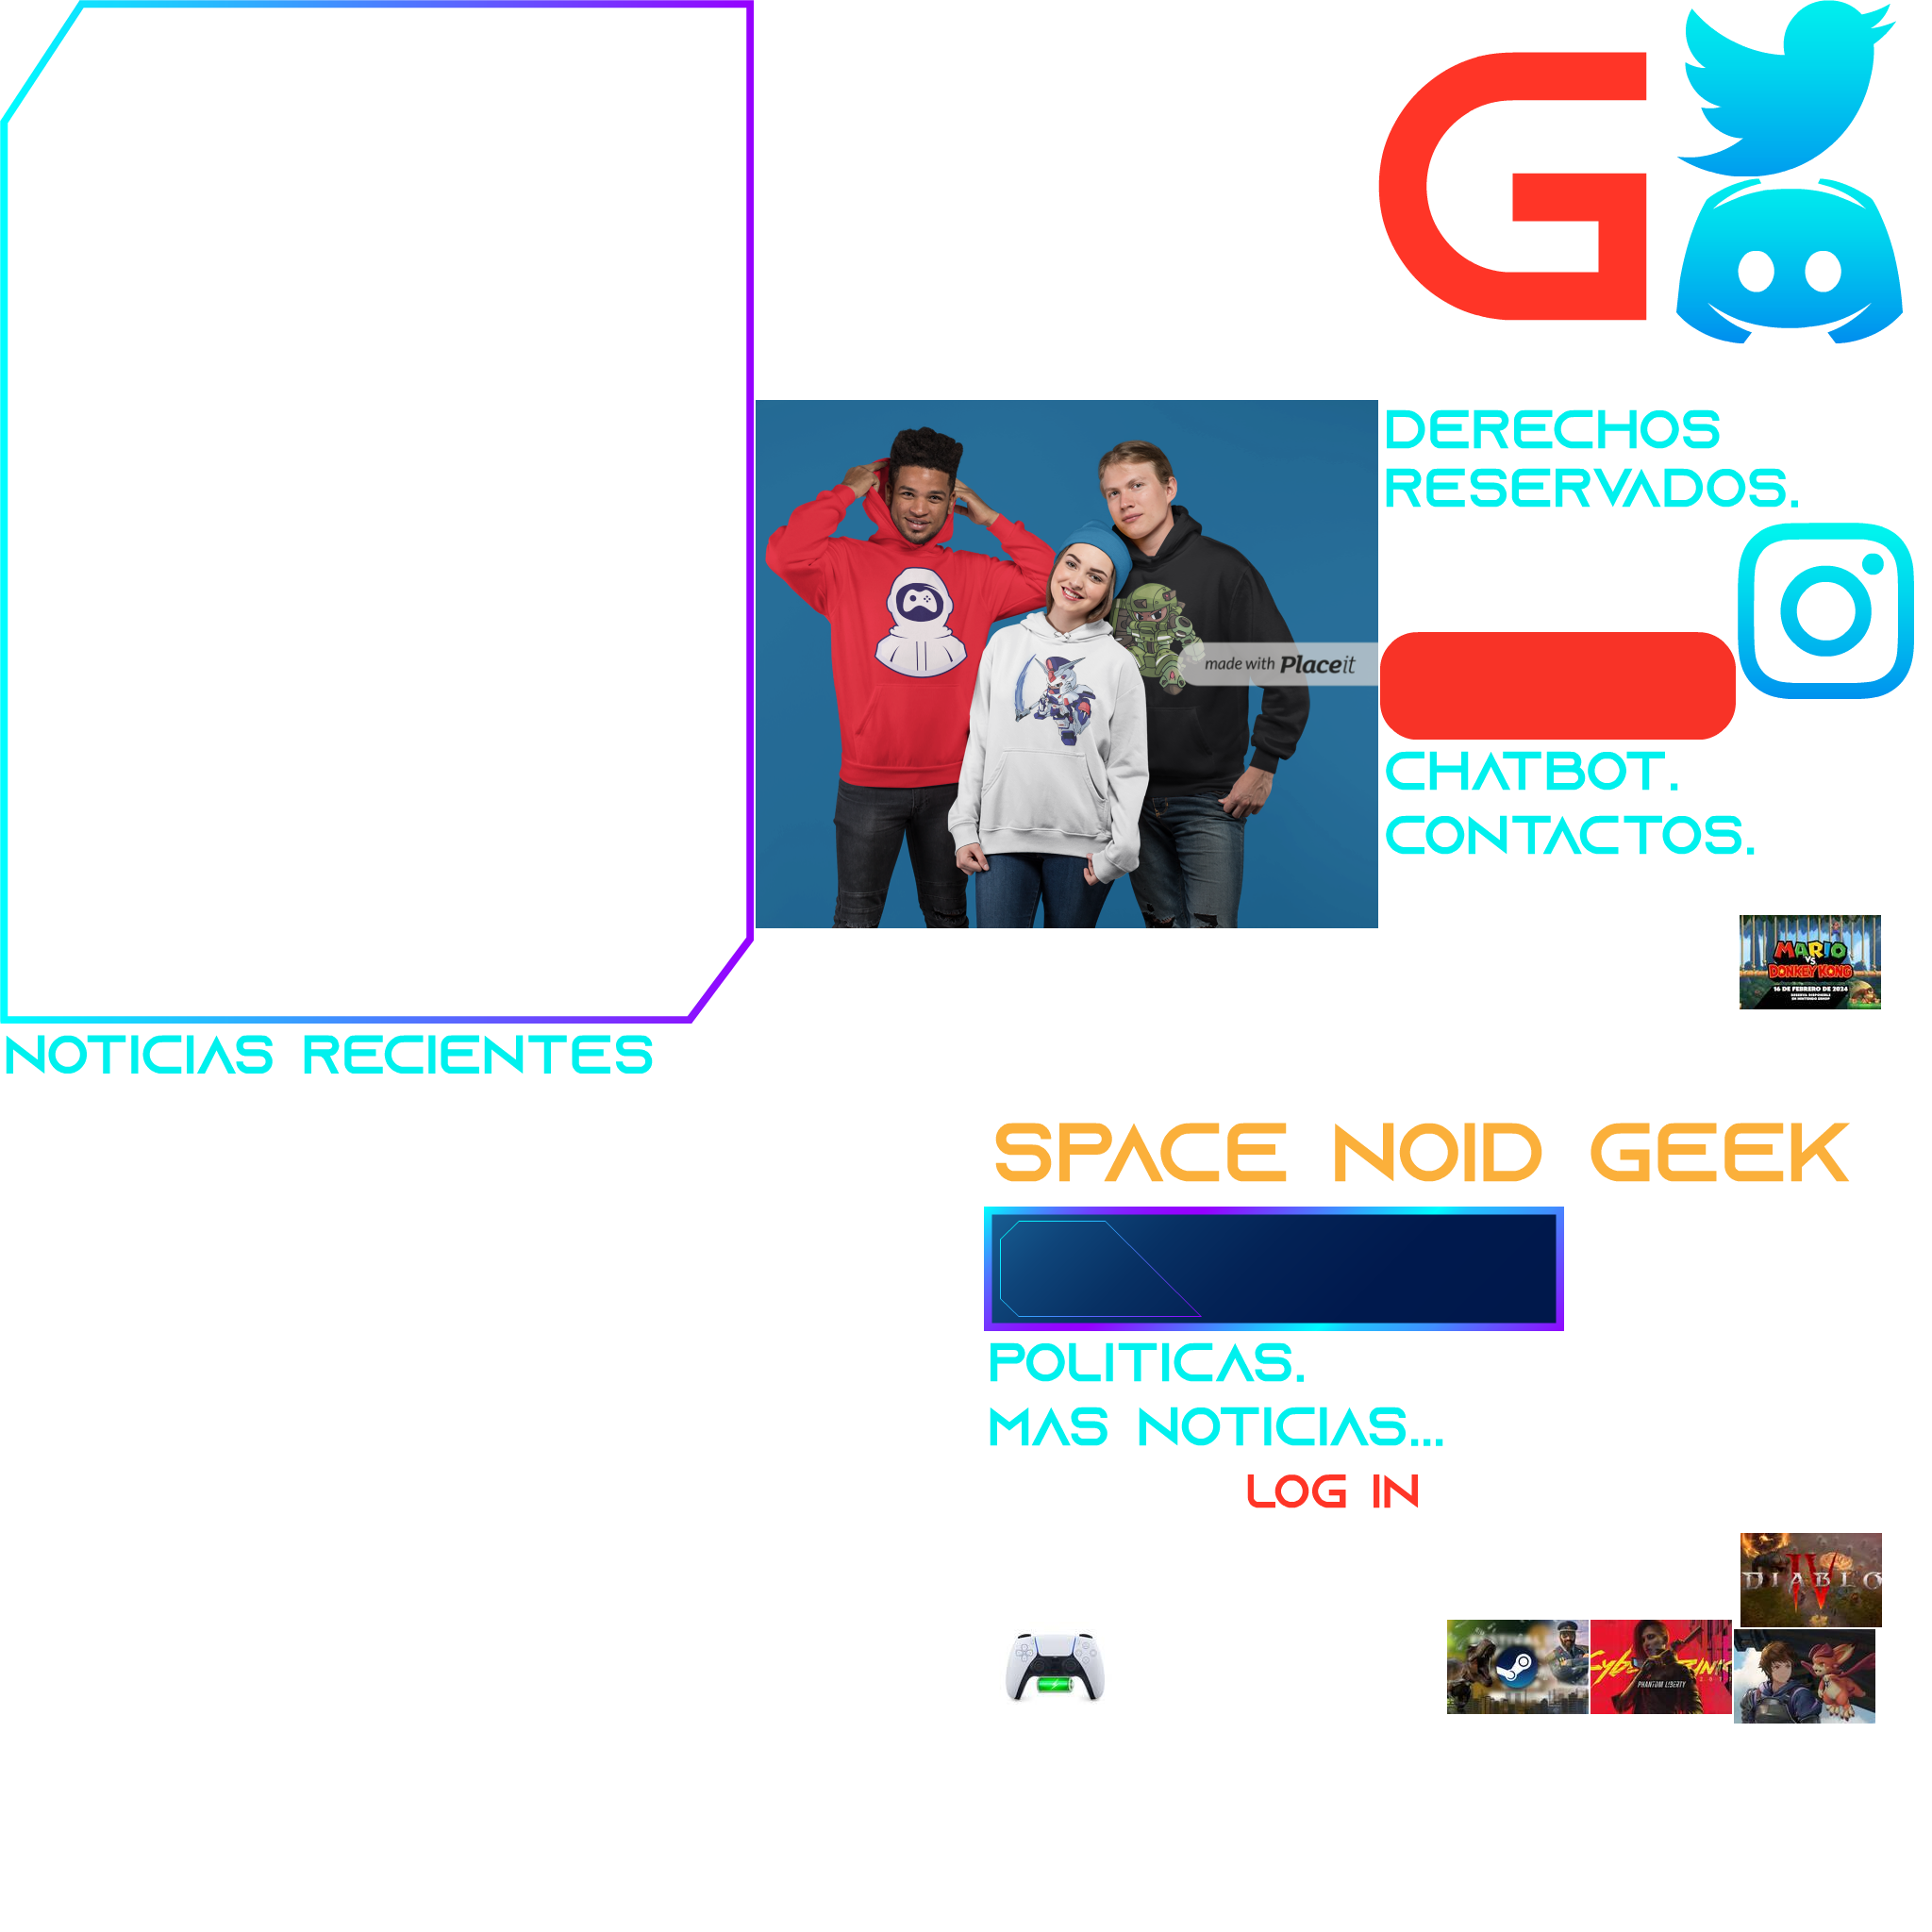 G
DERECHOS
RESERVADOS.
made with Placeit
CHATBOT.
CONTACTOS.
MARIO
VS.
DONKEY KONG
16 DE FEBRERO DE 2024
NOTICIAS RECIENTES
SPACE NOID GEEK
POLITICAS.
MAS NOTICIAS...
LOG IN
DIABLO
IV
PHANTOM LIBERTY